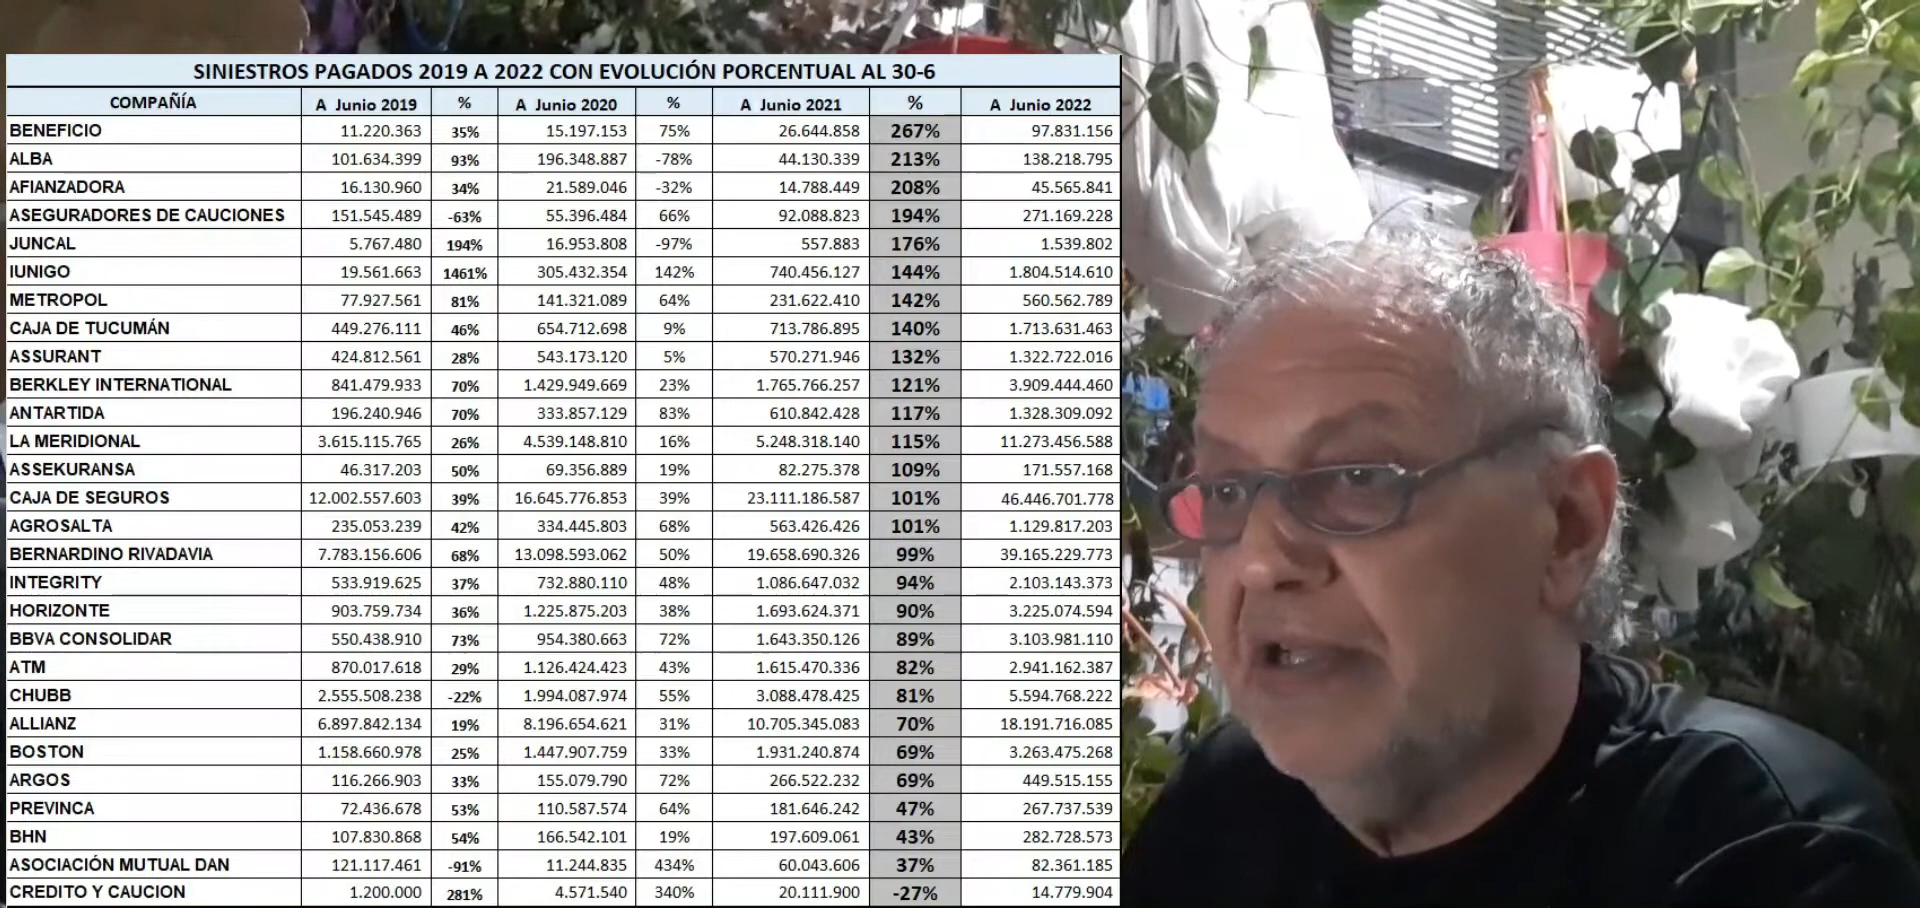 SINIESTROS PAGADOS 2019 A 2022 CON EVOLUCIÓN PORCENTUAL AL 30-6
COMPAÑÍA A Junio 2019 % A Junio 2020 % A Junio 2021 % A Junio 2022
BENEFICIO 11.220.363 35% 15.197.153 75% 26.644.858 267% 97.831.156
ALBA 101.634.399 93% 196.348.887 -78% 44.130.339 213% 138.218.795
AFIANZADORA 16.130.960 34% 21.589.046 -32% 14.788.449 208% 45.565.841
ASEGURADORES DE CAUCIONES 151.545.489 -63% 55.396.484 66% 92.088.823 194% 271.169.228
JUNCAL 5.767.480 194% 16.953.808 -97% 557.883 176% 1.539.802
IUNIGO 19.561.663 1461% 305.432.354 142% 740.456.127 144% 1.804.514.610
METROPOL 77.927.561 81% 141.321.089 64% 231.622.410 142% 560.562.789
CAJA DE TUCUMÁN 449.276.111 46% 654.712.698 9% 713.786.895 140% 1.713.631.463
ASSURANT 424.812.561 28% 543.173.120 5% 570.271.946 132% 1.322.722.016
BERKLEY INTERNATIONAL 841.479.933 70% 1.429.949.669 23% 1.765.766.257 121% 3.909.444.460
ANTARTIDA 196.240.946 70% 333.857.129 83% 610.842.428 117% 1.328.309.092
LA MERIDIONAL 3.615.115.765 26% 4.539.148.810 16% 5.248.318.140 115% 11.273.456.588
ASSEKURANSA 46.317.203 50% 69.356.889 19% 82.275.378 109% 171.557.168
CAJA DE SEGUROS 12.002.557.603 39% 16.645.776.853 39% 23.111.186.587 101% 46.446.701.778
AGROSALTA 235.053.239 42% 334.445.803 68% 563.426.426 101% 1.129.817.203
BERNARDINO RIVADAVIA 7.783.156.606 68% 13.098.593.062 50% 19.658.690.326 99% 39.165.229.773
INTEGRITY 533.919.625 37% 732.880.110 48% 1.086.647.032 94% 2.103.143.373
HORIZONTE 903.759.734 36% 1.225.875.203 38% 1.693.624.371 90% 3.225.074.594
BBVA CONSOLIDAR 550.438.910 73% 954.380.663 72% 1.643.350.126 89% 3.103.981.110
ATM 870.017.618 29% 1.126.424.423 43% 1.615.470.336 82% 2.941.162.387
CHUBB 2.555.508.238 -22% 1.994.087.974 55% 3.088.478.425 81% 5.594.768.222
ALLIANZ 6.897.842.134 19% 8.196.654.621 31% 10.705.345.083 70% 18.191.716.085
BOSTON 1.158.660.978 25% 1.447.907.759 33% 1.931.240.874 69% 3.263.475.268
ARGOS 116.266.903 33% 155.079.790 72% 266.522.232 69% 449.515.155
PREVINCA 72.436.678 53% 110.587.574 64% 181.646.242 47% 267.737.539
BHN 107.830.868 54% 166.542.101 19% 197.609.061 43% 282.728.573
ASOCIACIÓN MUTUAL DAN 121.117.461 -91% 11.244.835 434% 60.043.606 37% 82.361.185
CREDITO Y CAUCION 1.200.000 281% 4.571.540 340% 20.111.900 -27% 14.779.904